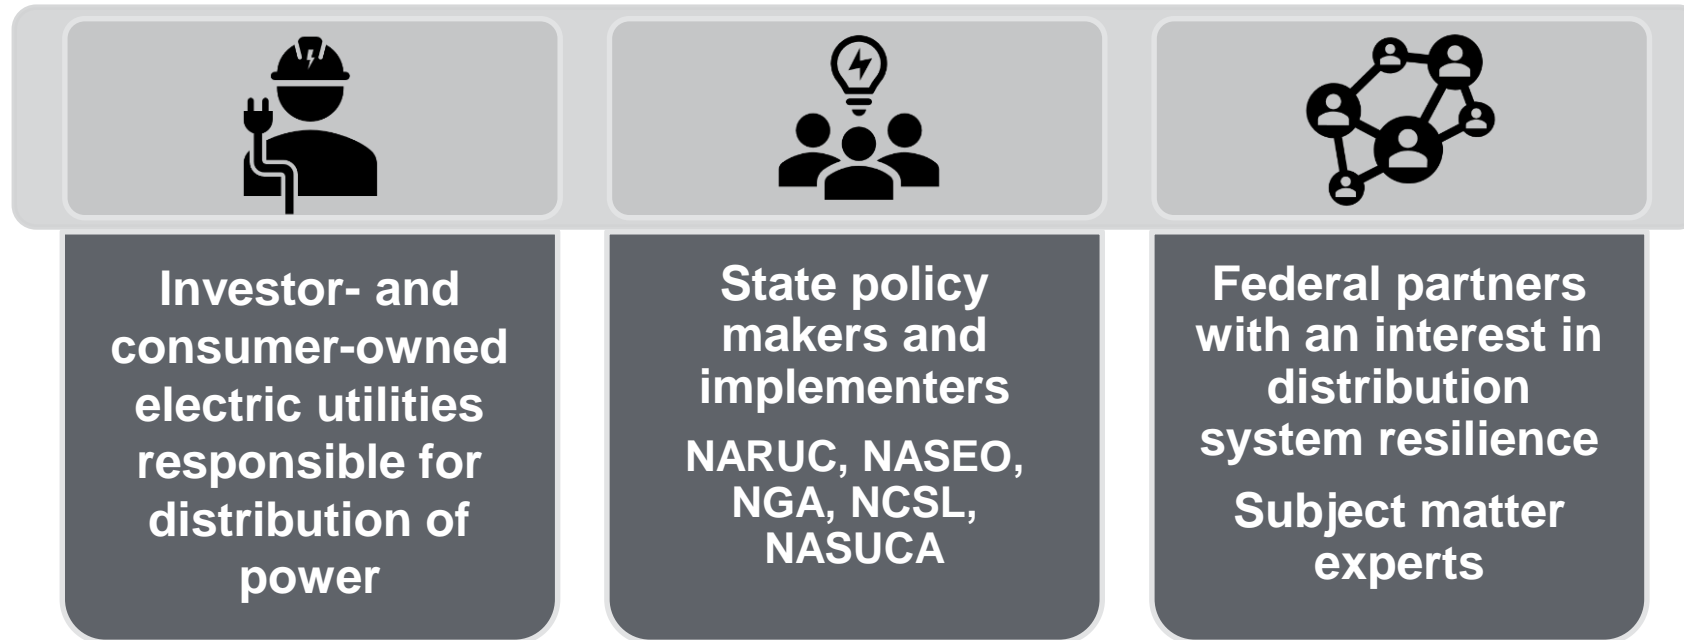 Investor- and
consumer-owned
electric utilities
responsible for
distribution of
power
State policy
makers and
implementers
NARUC, NASEO,
NGA, NCSL,
NASUCA
Federal partners
with an interest in
distribution
system resilience
Subject matter
experts